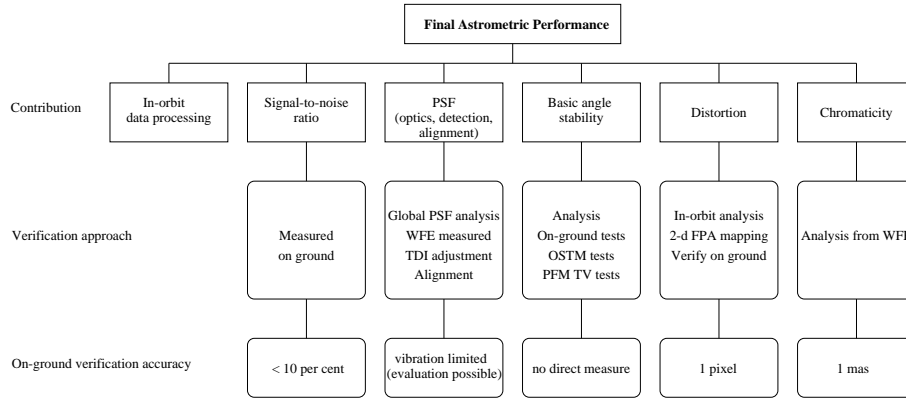 Final Astrometric Performance
Contribution
In-orbit
data processing
Signal-to-noise
ratio
PSF
(optics, detection,
alignment)
Basic angle
stability
Distortion
Chromaticity
Verification approach
Measured
on ground
Global PSF analysis
WFE measured
TDI adjustment
Alignment
Analysis
On-ground tests
OSTM tests
PFM TV tests
In-orbit analysis
2-d FPA mapping
Verify on ground
Analysis from WFE
On-ground verification accuracy
< 10 per cent
vibration limited
(evaluation possible)
no direct measure
1 pixel
1 mas